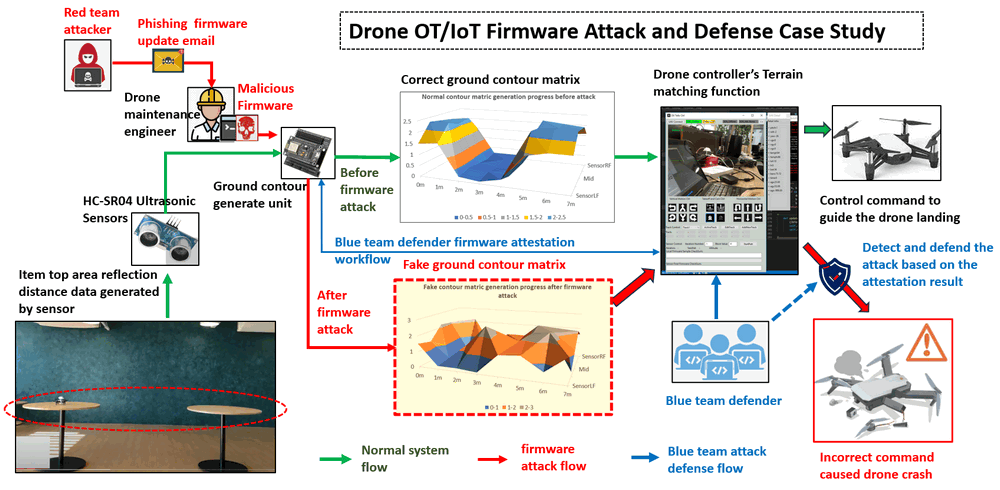 Drone OT/IoT Firmware Attack and Defense Case Study
Red team
attacker
Phishing firmware
update email
Drone
maintenance
engineer
Malicious
Firmware
HC-SR04 Ultrasonic
Sensors
Ground contour
generate unit
Item top area reflection
distance data generated
by sensor
Before
firmware
attack
Correct ground contour matrix
Normal contour matric generation progress before attack
2.5
2
1.5
1
0.5
0
0m
1m
2m
3m
4m
5m
6m
7m
SensorRF
Mid
SensorLF
0-0.5
0.5-1
1-1.5
1.5-2
2-2.5
Blue team defender firmware attestation
workflow
After
firmware
attack
Fake ground contour matrix
Fake contour matric generation progress after firmware
attack
3
2
1
0
0m
1m
2m
3m
4m
5m
6m
7m
SensorRF
Mid
SensorLF
0-1
1-2
2-3
Drone controller's Terrain
matching function
Control command to
guide the drone landing
Detect and defend the
attack based on the
attestation result
Blue team defender
Incorrect command
caused drone crash
Normal system
flow
firmware
attack flow
Blue team attack
defense flow